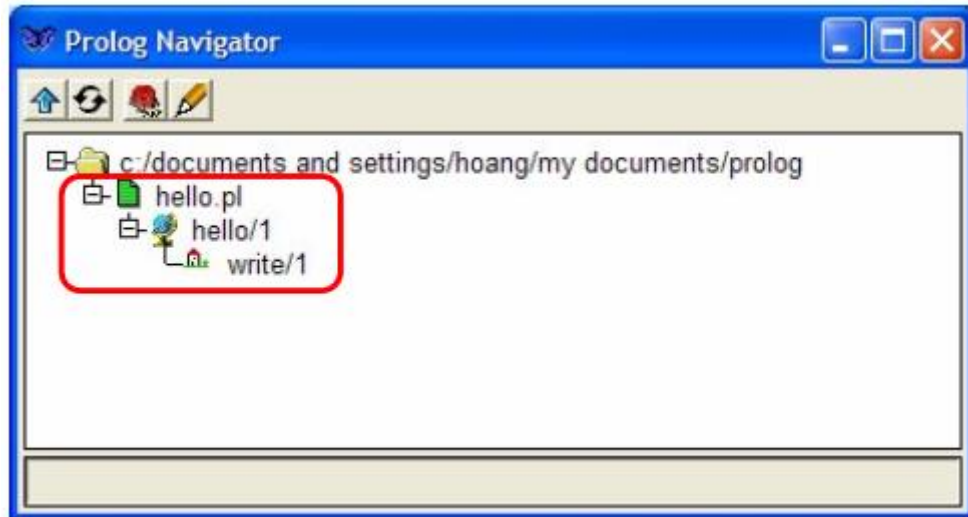 Prolog Navigator
c:/documents and settings/hoang/my documents/prolog
hello.pl
hello/1
write/1